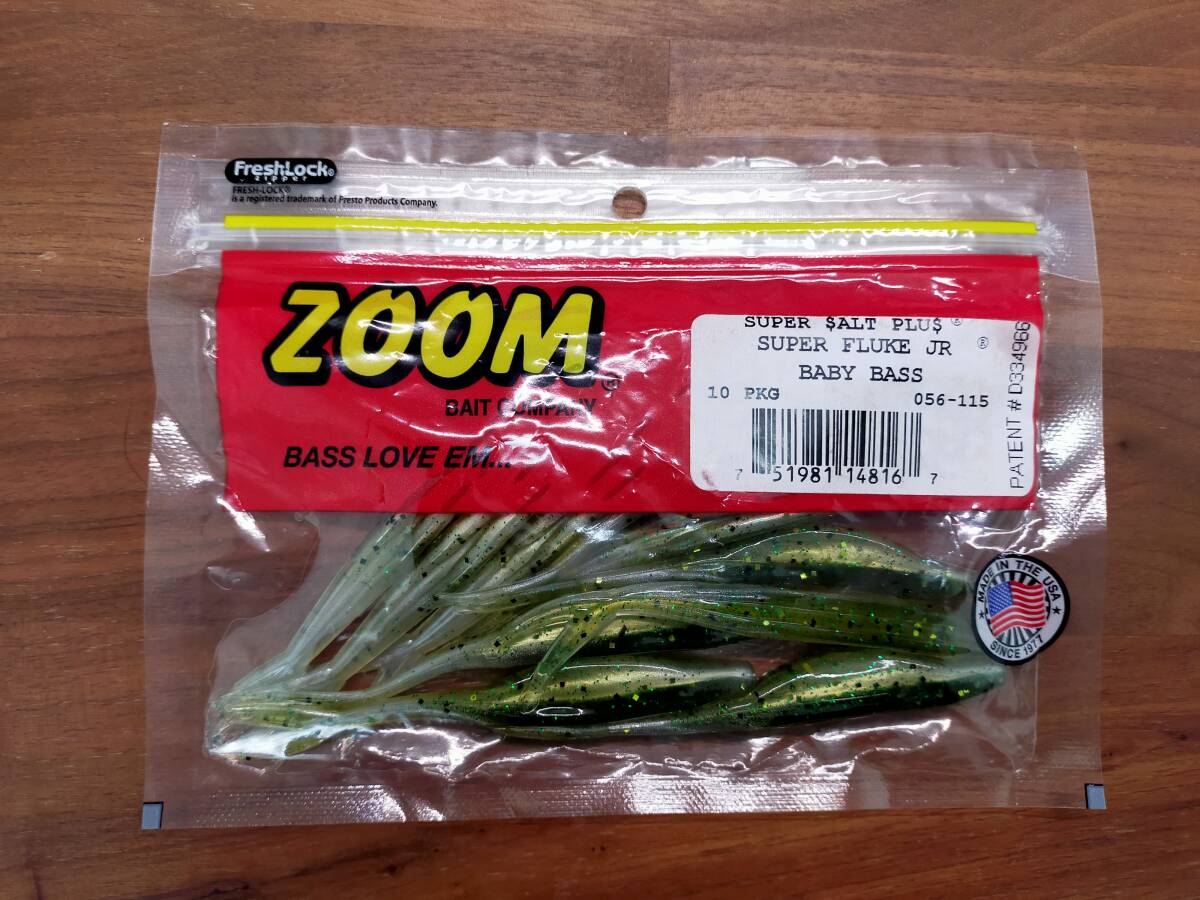 FreshLock®
zipper
FRESH-LOCK®
is a registered trademark of Presto Products Company.
ZOOM®
BAIT COMPANY
BASS LOVE EM...
SUPER $ALT PLU$ ®
SUPER FLUKE JR ®
BABY BASS
10 PKG 056-115
7 51981 14816 7
PATENT # D334966
MADE IN THE USA
SINCE 1977